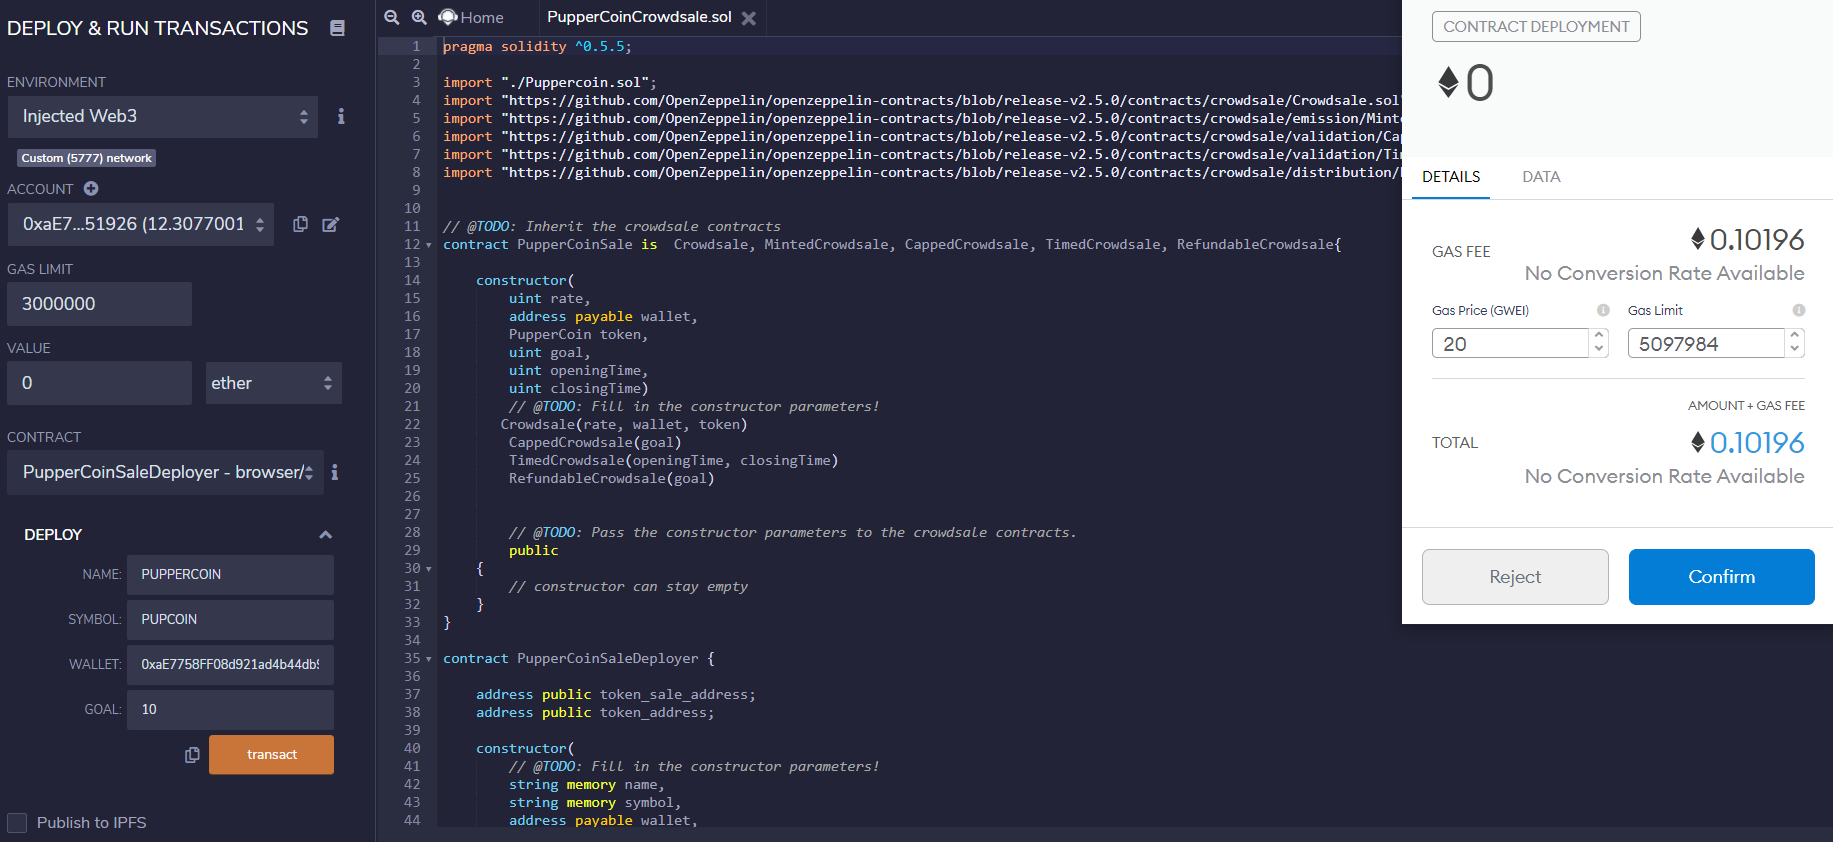 DEPLOY & RUN TRANSACTIONS
ENVIRONMENT
Injected Web3
Custom (5777) network
ACCOUNT
0xaE7...51926 (12.3077001
GAS LIMIT
3000000
VALUE
0
ether
CONTRACT
PupperCoinSaleDeployer - browser/
DEPLOY
NAME: PUPPERCOIN
SYMBOL: PUPCOIN
WALLET: 0xaE7758FF08d921ad4b44db
GOAL: 10
transact
Publish to IPFS
Home
PupperCoinCrowdsale.sol
1 pragma solidity ^0.5.5;
2
3 import "./Puppercoin.sol";
4 import "https://github.com/OpenZeppelin/openzeppelin-contracts/blob/release-v2.5.0/contracts/crowdsale/Crowdsale.sol"
5 import "https://github.com/OpenZeppelin/openzeppelin-contracts/blob/release-v2.5.0/contracts/crowdsale/emission/Minte
6 import "https://github.com/OpenZeppelin/openzeppelin-contracts/blob/release-v2.5.0/contracts/crowdsale/validation/Cap
7 import "https://github.com/OpenZeppelin/openzeppelin-contracts/blob/release-v2.5.0/contracts/crowdsale/validation/Tim
8 import "https://github.com/OpenZeppelin/openzeppelin-contracts/blob/release-v2.5.0/contracts/crowdsale/distribution/
9
10
11 // @TODO: Inherit the crowdsale contracts
12 contract PupperCoinSale is  Crowdsale, MintedCrowdsale, CappedCrowdsale, TimedCrowdsale, RefundableCrowdsale{
13
14 constructor(
15 uint rate,
16 address payable wallet,
17 PupperCoin token,
18 uint goal,
19 uint openingTime,
20 uint closingTime)
21 // @TODO: Fill in the constructor parameters!
22 Crowdsale(rate, wallet, token)
23 CappedCrowdsale(goal)
24 TimedCrowdsale(openingTime, closingTime)
25 RefundableCrowdsale(goal)
26
27
28 // @TODO: Pass the constructor parameters to the crowdsale contracts.
29 public
30 {
31 // constructor can stay empty
32 }
33 }
34
35 contract PupperCoinSaleDeployer {
36
37 address public token_sale_address;
38 address public token_address;
39
40 constructor(
41 // @TODO: Fill in the constructor parameters!
42 string memory name,
43 string memory symbol,
44 address payable wallet,
CONTRACT DEPLOYMENT
0
DETAILS
DATA
GAS FEE
0.10196
No Conversion Rate Available
Gas Price (GWEI)
Gas Limit
20
5097984
AMOUNT + GAS FEE
TOTAL
0.10196
No Conversion Rate Available
Reject
Confirm